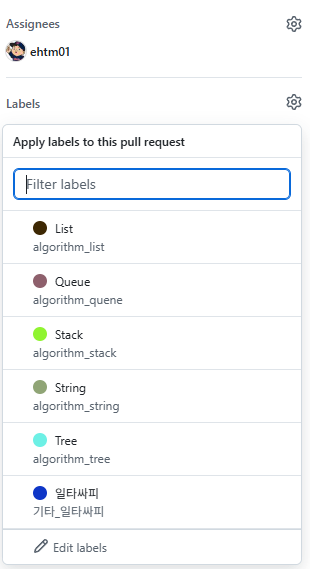 Assignees
ehtm01
Labels
Apply labels to this pull request
Filter labels
List
algorithm_list
Queue
algorithm_quene
Stack
algorithm_stack
String
algorithm_string
Tree
algorithm_tree
일타싸피
기타_일타싸피
Edit labels